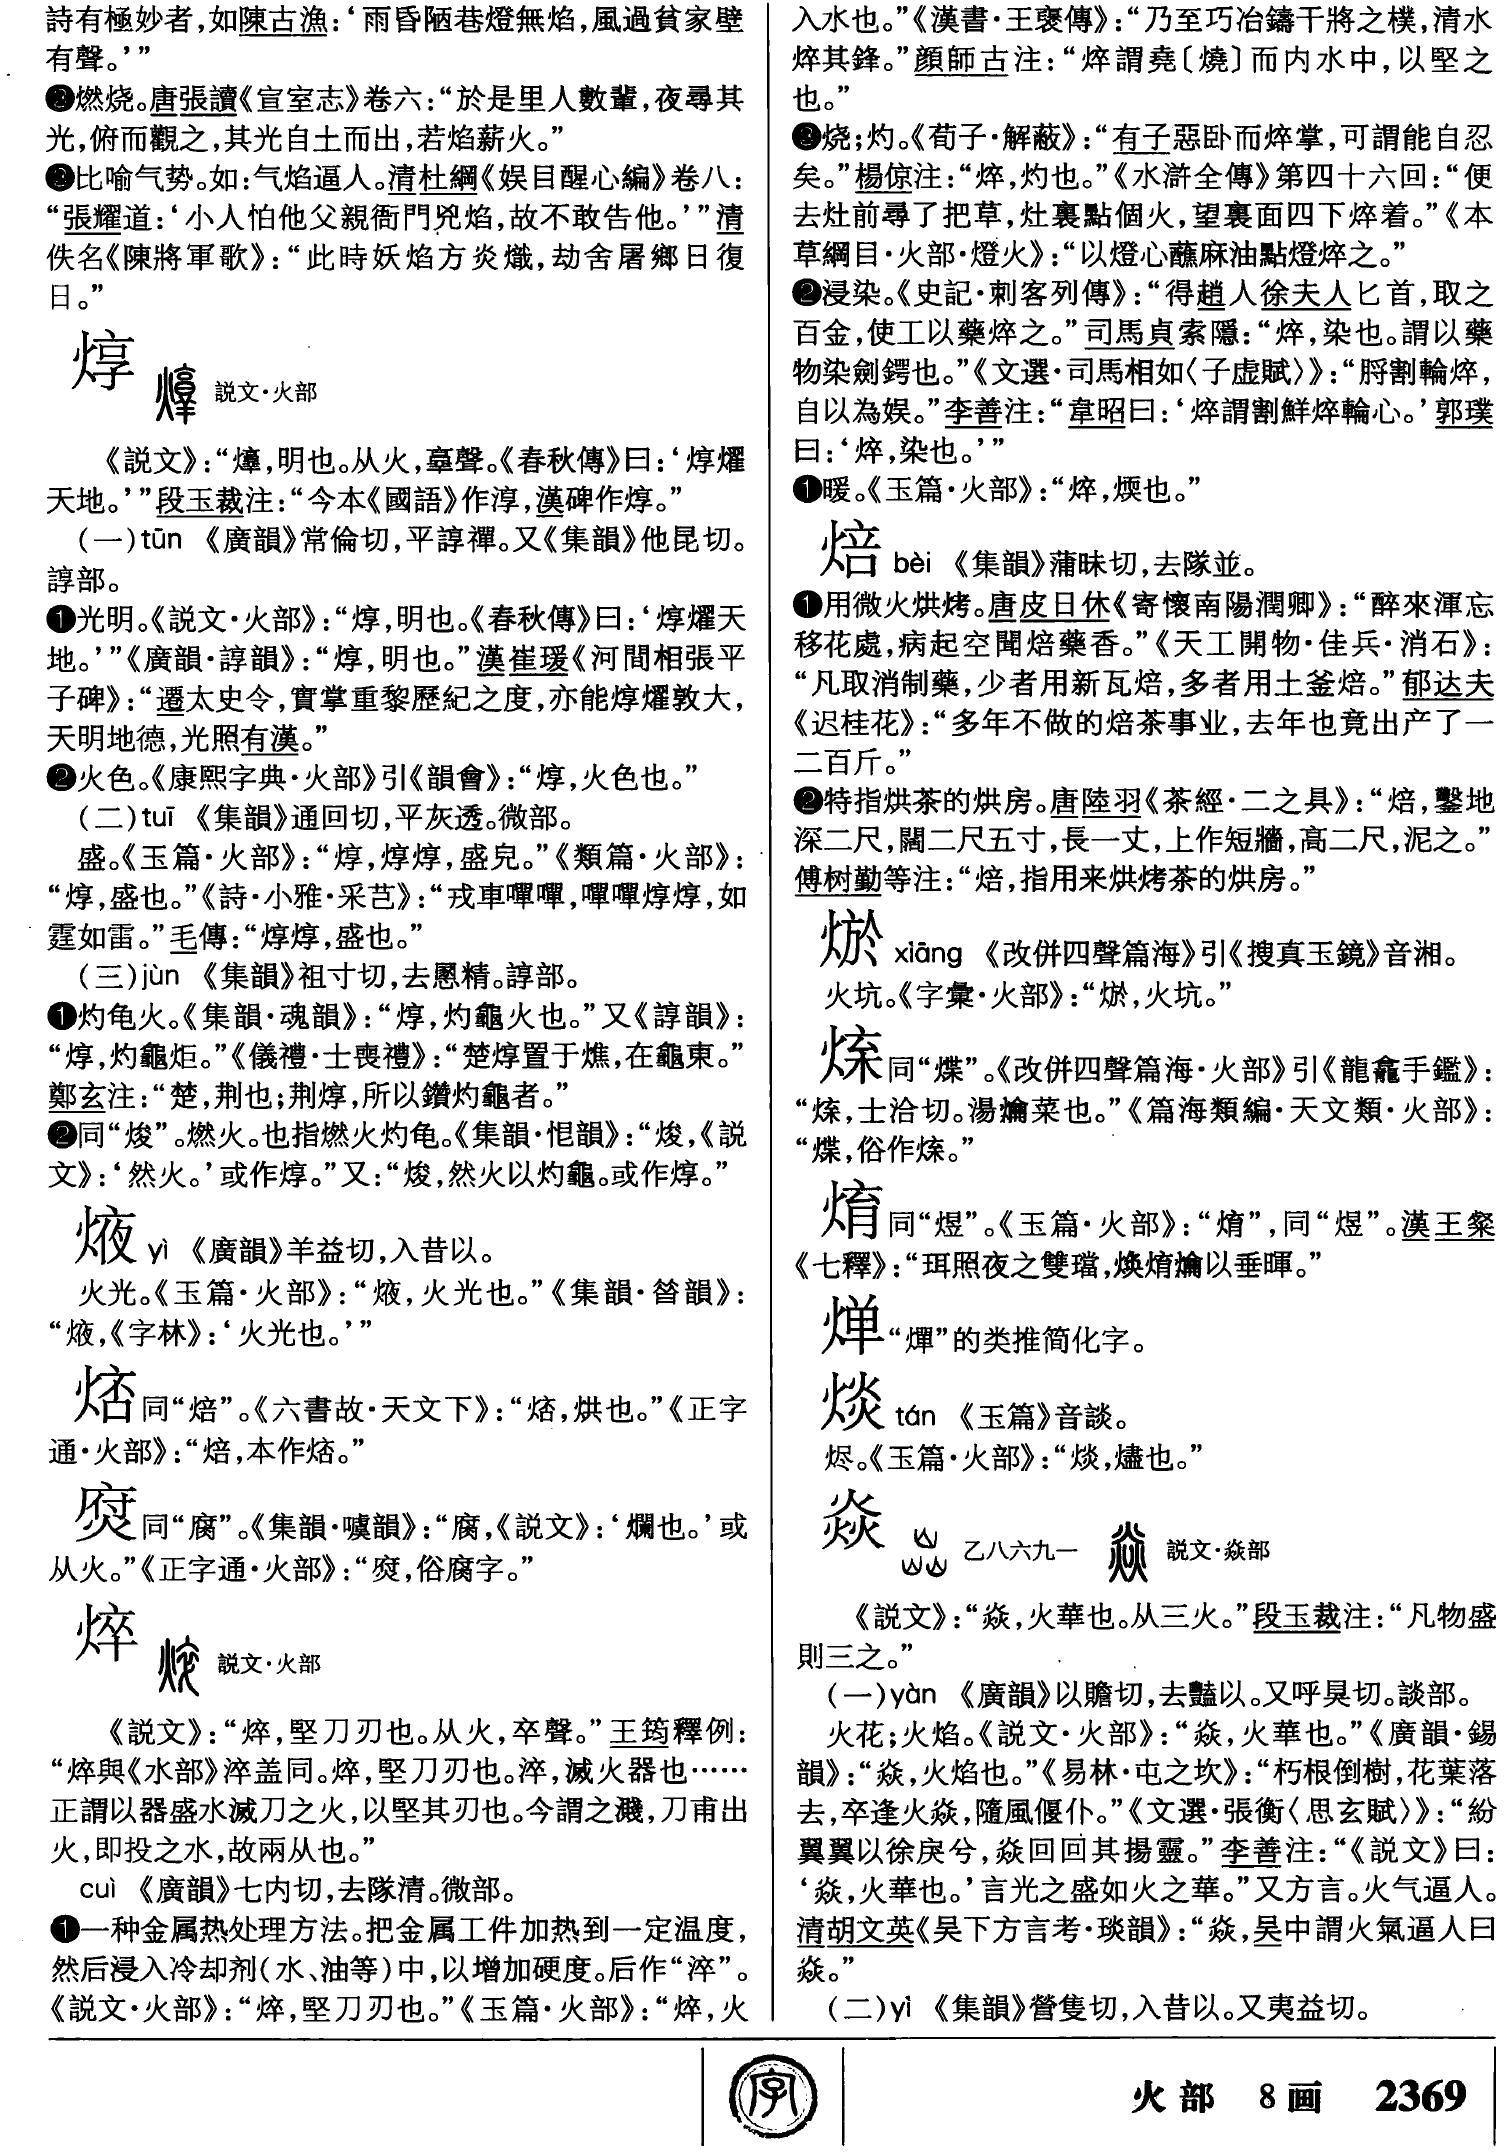 詩有極妙者，如陳古漁：‘雨昏陋巷燈無焰，風過貧家壁
有聲。’”
❷燃烧。唐張讀《宣室志》卷六：“於是里人數輩，夜尋其
光，俯而觀之，其光自土而出，若焰薪火。”
❸比喻气势。如：气焰逼人。清杜綱《娱目醒心編》卷八：
“張耀道：‘小人怕他父親衙門兇焰，故不敢告他。’”清
佚名《陳將軍歌》：“此時妖焰方炎熾，劫舍屠鄉日復
日。”
焞 説文·火部
《説文》：“焞，明也。从火，𦎫聲。《春秋傳》曰：‘焞燿
天地。’”段玉裁注：“今本《國語》作淳，漢碑作焞。”
(一)tūn 《廣韻》常倫切，平諄禪。又《集韻》他昆切。
諄部。
❶光明。《説文·火部》：“焞，明也。《春秋傳》曰：‘焞燿天
地。’”《廣韻·諄韻》：“焞，明也。”漢崔瑗《河間相張平
子碑》：“遷太史令，實掌重黎歷紀之度，亦能焞燿敦大，
天明地德，光照有漢。”
❷火色。《康熙字典·火部》引《韻會》：“焞，火色也。”
(二)tuī 《集韻》通回切，平灰透。微部。
盛。《玉篇·火部》：“焞，焞焞，盛皃。”《類篇·火部》：
“焞，盛也。”《詩·小雅·采芑》：“戎車嘽嘽，嘽嘽焞焞，如
霆如雷。”毛傳：“焞焞，盛也。”
(三)jùn 《集韻》祖寸切，去慁精。諄部。
❶灼龟火。《集韻·魂韻》：“焞，灼龜火也。”又《諄韻》：
“焞，灼龜炬。”《儀禮·士喪禮》：“楚焞置于燋，在龜東。”
鄭玄注：“楚，荆也；荆焞，所以鑽灼龜者。”
❷同“焌”。燃火。也指燃火灼龟。《集韻·恨韻》：“焌，《説
文》：‘然火。’或作焞。”又：“焌，然火以灼龜。或作焞。”
焲 yì 《廣韻》羊益切，入昔以。
火光。《玉篇·火部》：“焲，火光也。”《集韻·昝韻》：
“焲，《字林》：‘火光也。’”
㶴同“焙”。《六書故·天文下》：“㶴，烘也。”《正字
通·火部》：“焙，本作㶴。”
㷈同“腐”。《集韻·噳韻》：“腐，《説文》：‘爛也。’或
从火。”《正字通·火部》：“㷈，俗腐字。”
焠 説文·火部
《説文》：“焠，堅刀刃也。从火，卒聲。”王筠釋例：
“焠與《水部》淬盖同。焠，堅刀刃也。淬，滅火器也……
正謂以器盛水滅刀之火，以堅其刃也。今謂之濺，刀甫出
火，即投之水，故兩从也。”
cuì 《廣韻》七内切，去隊清。微部。
❶一种金属热处理方法。把金属工件加热到一定温度，
然后浸入冷却剂(水、油等)中，以增加硬度。后作“淬”。
《説文·火部》：“焠，堅刀刃也。”《玉篇·火部》：“焠，火
入水也。”《漢書·王褒傳》：“乃至巧冶鑄干將之樸，清水
焠其鋒。”顔師古注：“焠謂堯〔燒〕而内水中，以堅之
也。”
❸烧；灼。《荀子·解蔽》：“有子惡卧而焠掌，可謂能自忍
矣。”楊倞注：“焠，灼也。”《水滸全傳》第四十六回：“便
去灶前尋了把草，灶裏點個火，望裏面四下焠着。”《本
草綱目·火部·燈火》：“以燈心蘸麻油點燈焠之。”
❷浸染。《史記·刺客列傳》：“得趙人徐夫人匕首，取之
百金，使工以藥焠之。”司馬貞索隱：“焠，染也。謂以藥
物染劍鍔也。”《文選·司馬相如〈子虚賦〉》：“脟割輪焠，
自以為娱。”李善注：“韋昭曰：‘焠謂割鮮焠輪心。’郭璞
曰：‘焠，染也。’”
❶暖。《玉篇·火部》：“焠，煗也。”
焙 bèi 《集韻》蒲昧切，去隊並。
❶用微火烘烤。唐皮日休《寄懷南陽潤卿》：“醉來渾忘
移花處，病起空聞焙藥香。”《天工開物·佳兵·消石》：
“凡取消制藥，少者用新瓦焙，多者用土釜焙。”郁达夫
《迟桂花》：“多年不做的焙茶事业，去年也竟出产了一
二百斤。”
❷特指烘茶的烘房。唐陸羽《茶經·二之具》：“焙，鑿地
深二尺，闊二尺五寸，長一丈，上作短牆，高二尺，泥之。”
傅树勤等注：“焙，指用来烘烤茶的烘房。”
xiāng 《改併四聲篇海》引《搜真玉鏡》音湘。
火坑。《字彙·火部》：“，火坑。”
同“煠”。《改併四聲篇海·火部》引《龍龕手鑑》：
“，士洽切。湯爚菜也。”《篇海類編·天文類·火部》：
“煠，俗作。”
焴同“煜”。《玉篇·火部》：“焴”，同“煜”。漢王粲
《七釋》：“珥照夜之雙璫，焕焴爚以垂暉。”
𬊤“燀”的类推简化字。
㷋 tán 《玉篇》音談。
烬。《玉篇·火部》：“㷋，燼也。”
焱 乙八六九一 説文·焱部
《説文》：“焱，火華也。从三火。”段玉裁注：“凡物盛
則三之。”
(一)yàn 《廣韻》以贍切，去豔以。又呼㚖切。談部。
火花；火焰。《説文·火部》：“焱，火華也。”《廣韻·錫
韻》：“焱，火焰也。”《易林·屯之坎》：“朽根倒樹，花葉落
去，卒逢火焱，隨風偃仆。”《文選·張衡〈思玄賦〉》：“紛
翼翼以徐戾兮，焱回回其揚靈。”李善注：“《説文》曰：
‘焱，火華也。’言光之盛如火之華。”又方言。火气逼人。
清胡文英《吴下方言考·琰韻》：“焱，吴中謂火氣逼人曰
焱。”
(二)yì 《集韻》營隻切，入昔以。又夷益切。
字
火部 8画 2369